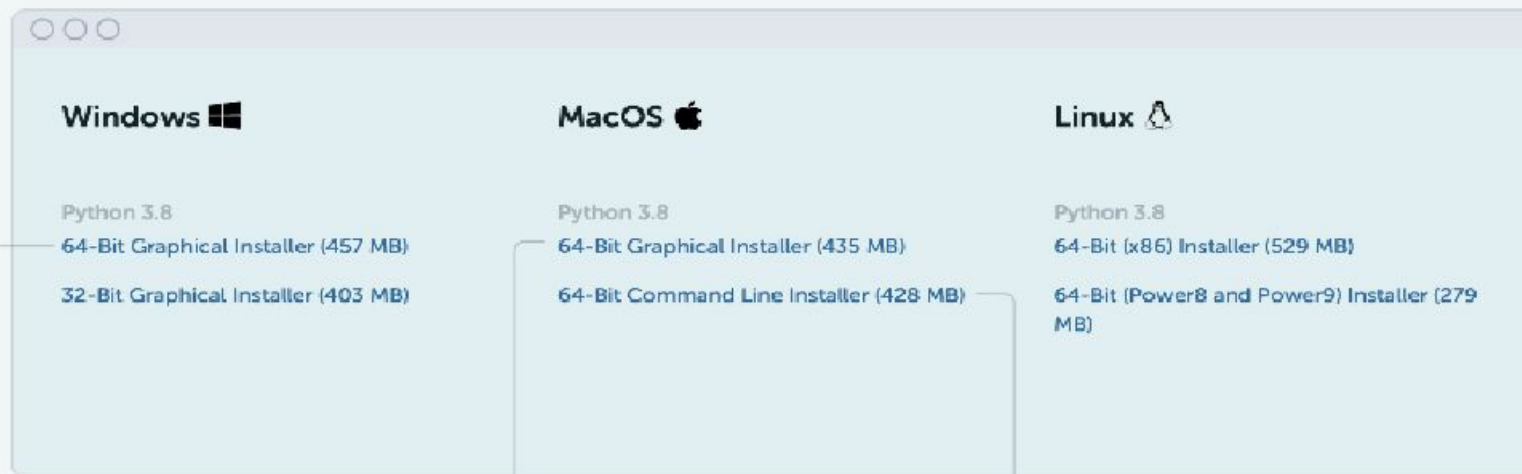 Windows
MacOS
Linux
Python 3.8
64-Bit Graphical Installer (457 MB)
32-Bit Graphical Installer (403 MB)
Python 3.8
64-Bit Graphical Installer (435 MB)
64-Bit Command Line Installer (428 MB)
Python 3.8
64-Bit (x86) Installer (529 MB)
64-Bit (Power8 and Power9) Installer (279
MB)